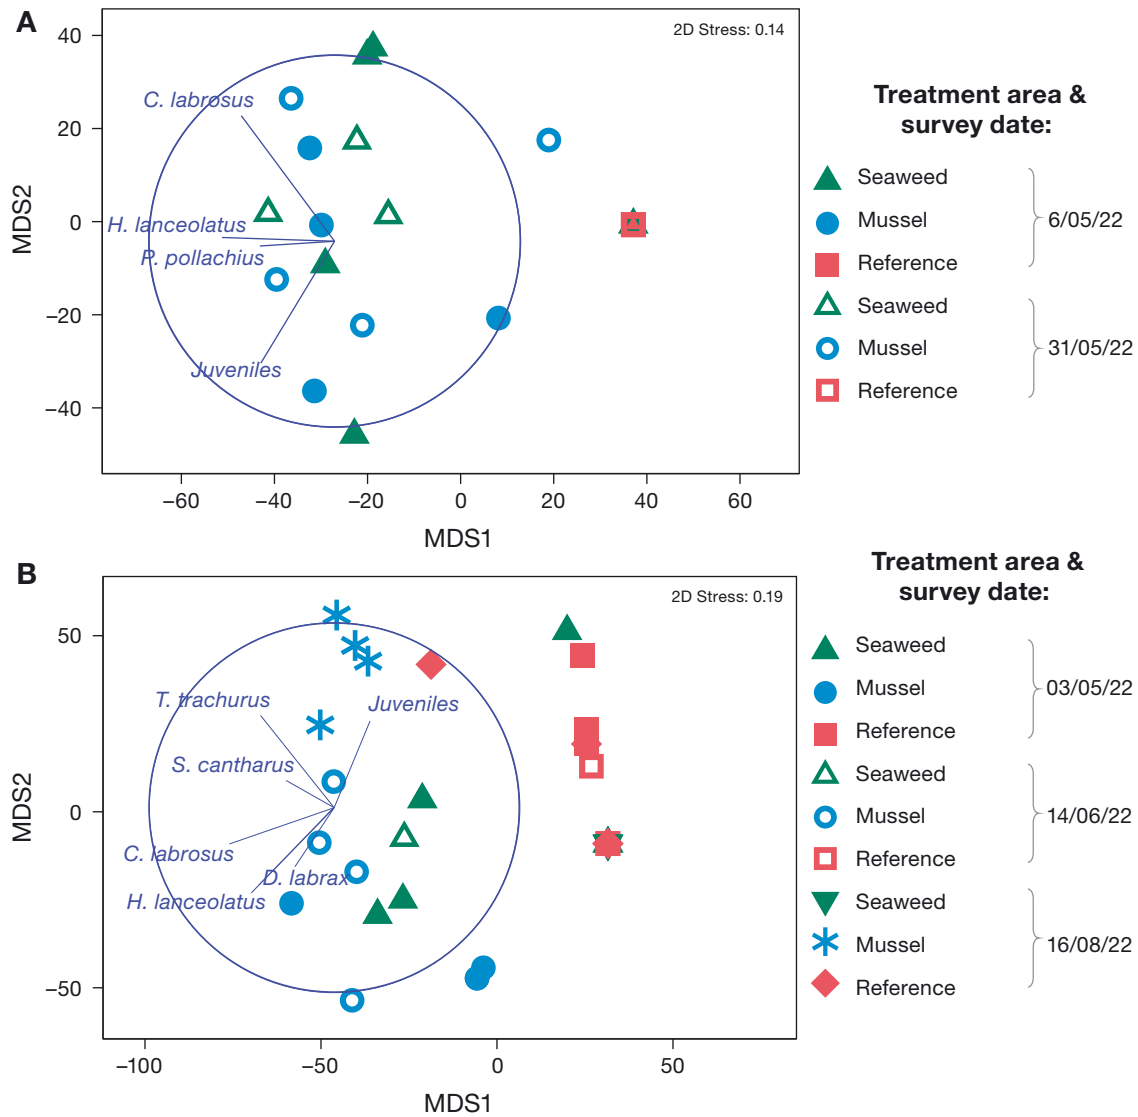 A
2D Stress: 0.14
40
20
0
−20
−40
MDS2
C. labrosus
H. lanceolatus
P. pollachius
Juveniles
−60
−40
−20
0
20
40
60
MDS1
Treatment area &
survey date:
Seaweed
Mussel
Reference
6/05/22
Seaweed
Mussel
Reference
31/05/22
B
2D Stress: 0.19
50
0
−50
MDS2
T. trachurus
Juveniles
S. cantharus
C. labrosus
D. labrax
H. lanceolatus
−100
−50
0
50
MDS1
Treatment area &
survey date:
Seaweed
Mussel
Reference
03/05/22
Seaweed
Mussel
Reference
14/06/22
Seaweed
Mussel
Reference
16/08/22